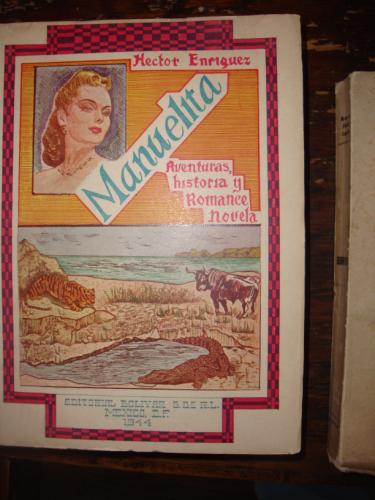 Hector Enriquez
Manuelita
Aventuras,
historia y
Romance
Novela
EDITORIAL BOLIVAR S. DE R.L.
MEXICO, D.F.
1944